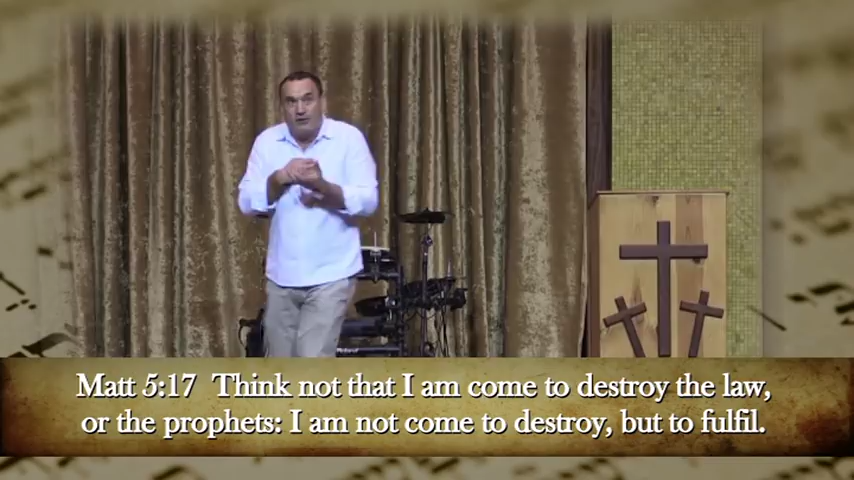 Roland
Matt 5:17 Think not that I am come to destroy the law,
or the prophets: I am not come to destroy, but to fulfil.